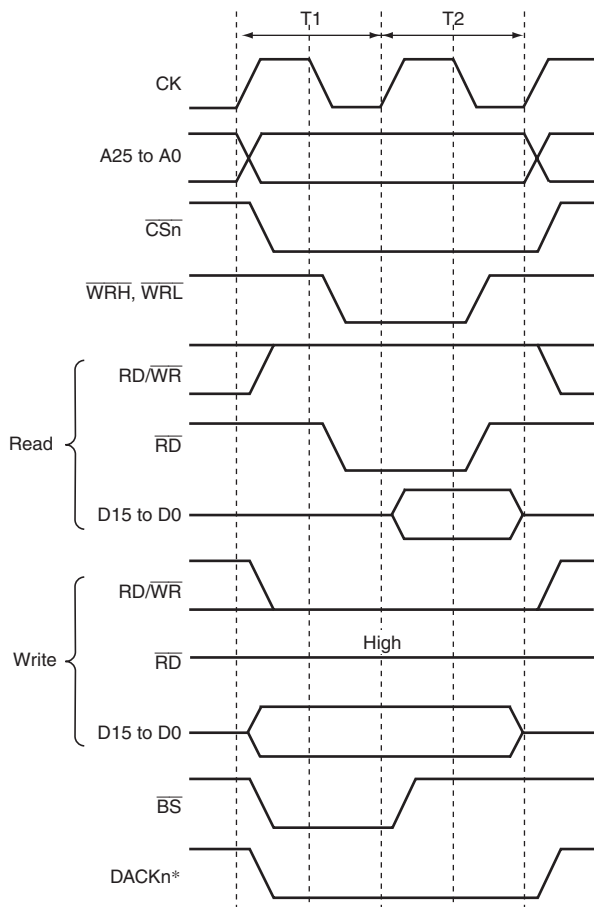 T1 T2
CK
A25 to A0
CSn
WRH, WRL
RD/WR
Read
RD
D15 to D0
RD/WR
High
Write
RD
D15 to D0
BS
DACKn*